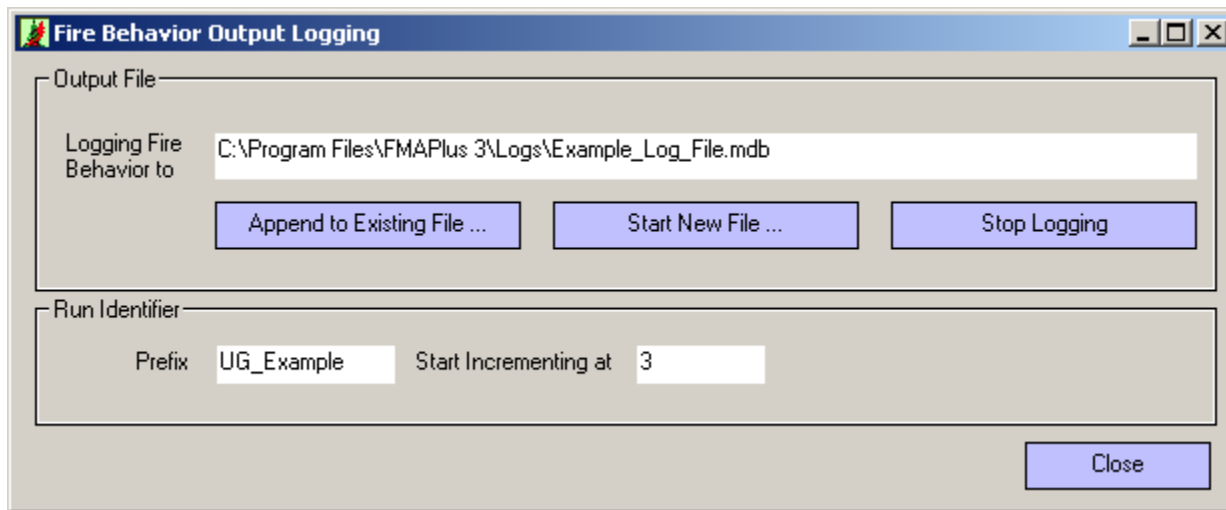 Fire Behavior Output Logging
Output File
Logging Fire
Behavior to
C:\Program Files\FMAPlus 3\Logs\Example_Log_File.mdb
Append to Existing File ...
Start New File ...
Stop Logging
Run Identifier
Prefix
UG_Example
Start Incrementing at
3
Close